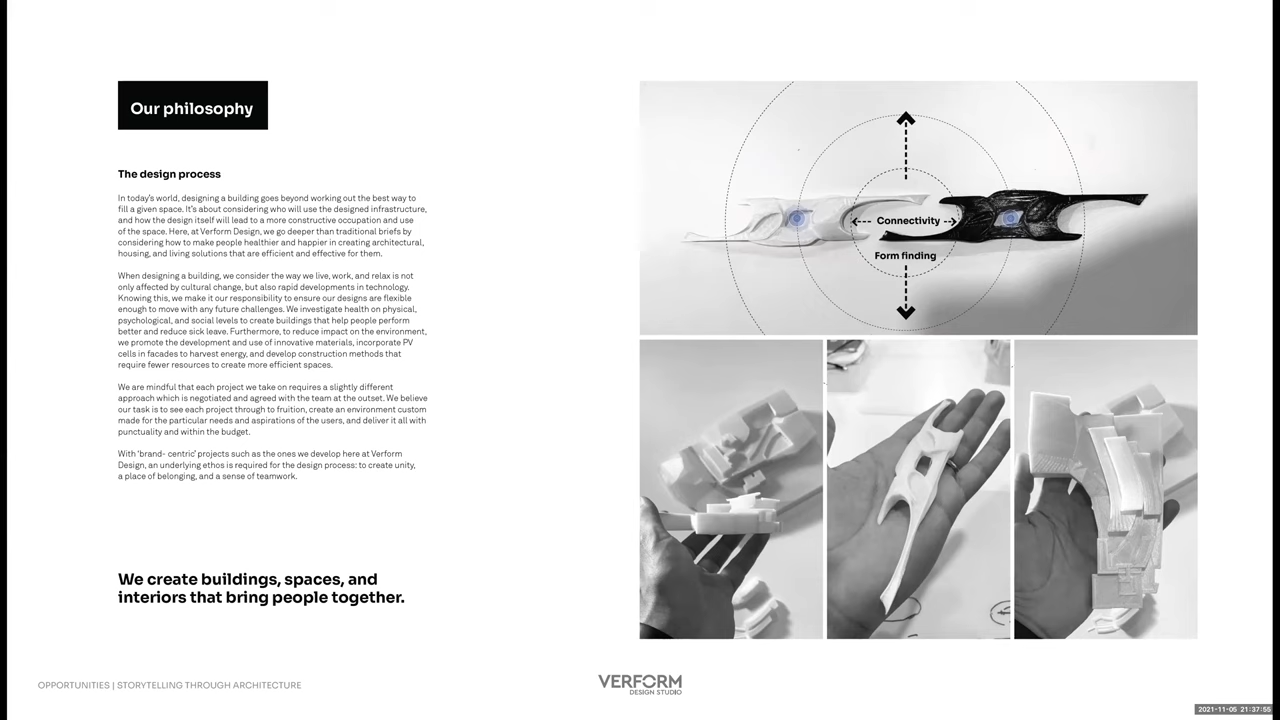 Our philosophy
The design process
In today's world, designing a building goes beyond working out the best way to
fill a given space. It's about considering who will use the designed infrastructure,
and how the design itself will lead to a more constructive occupation and use
of the space. Here, at Verform Design, we go deeper than traditional briefs by
considering how to make people healthier and happier in creating architectural,
housing, and living solutions that are efficient and effective for them.
When designing a building, we consider the way we live, work, and relax is not
only affected by cultural change, but also rapid developments in technology.
Knowing this, we make it our responsibility to ensure our designs are flexible
enough to move with any future challenges. We investigate health on physical,
psychological, and social levels to create buildings that help people perform
better and reduce sick leave. Furthermore, to reduce impact on the environment,
we promote the development and use of innovative materials, incorporate PV
cells in facades to harvest energy, and develop construction methods that
require fewer resources to create more efficient spaces.
We are mindful that each project we take on requires a slightly different
approach which is negotiated and agreed with the team at the outset. We believe
our task is to see each project through to fruition, create an environment custom
made for the particular needs and aspirations of the users, and deliver it all with
punctuality and within the budget.
With 'brand- centric' projects such as the ones we develop here at Verform
Design, an underlying ethos is required for the design process: to create unity,
a place of belonging, and a sense of teamwork.
We create buildings, spaces, and
interiors that bring people together.
Connectivity
Form finding
OPPORTUNITIES | STORYTELLING THROUGH ARCHITECTURE
VERFORM
DESIGN STUDIO
2021-11-05 21:37:55